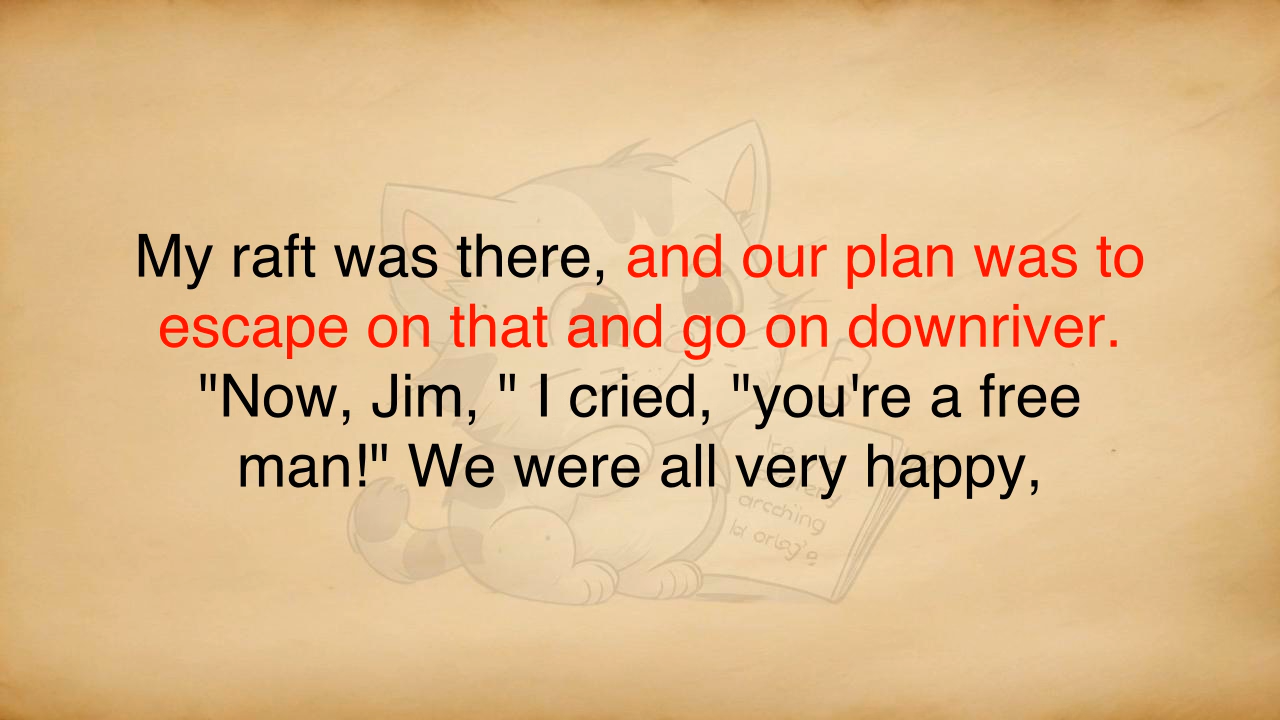 My raft was there, and our plan was to
escape on that and go on downriver.
"Now, Jim, " I cried, "you're a free
man!" We were all very happy,